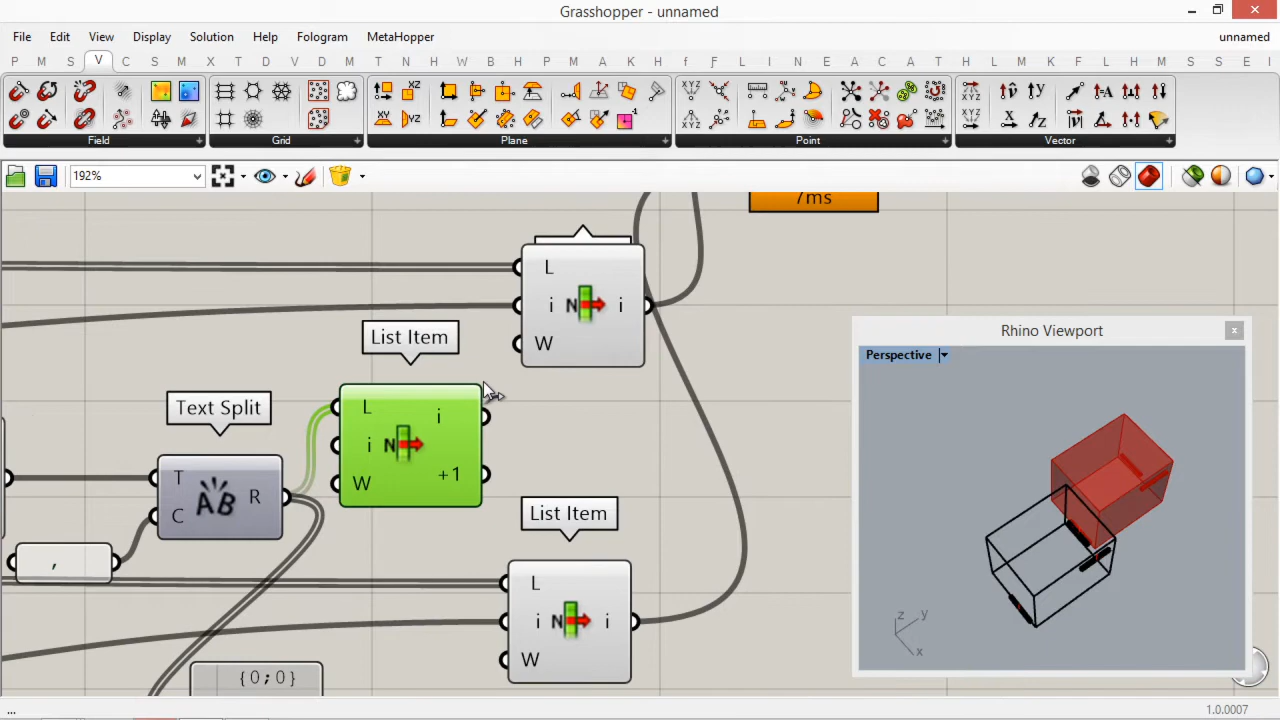 Grasshopper - unnamed
File Edit View Display Solution Help Fologram MetaHopper unnamed
P M S V C S S M S X T D V D M T N E W B H P M A K H f Γ M A C D T H L M V S S E I
Field Grid Plane Point Vector
192%
7ms
L
i N i
W
List Item
L i
i N
W +1
Text Split
T
C AB R
,
List Item
L
i N i
W
{0;0}
Rhino Viewport
Perspective
z y
x
...
1.0.0007